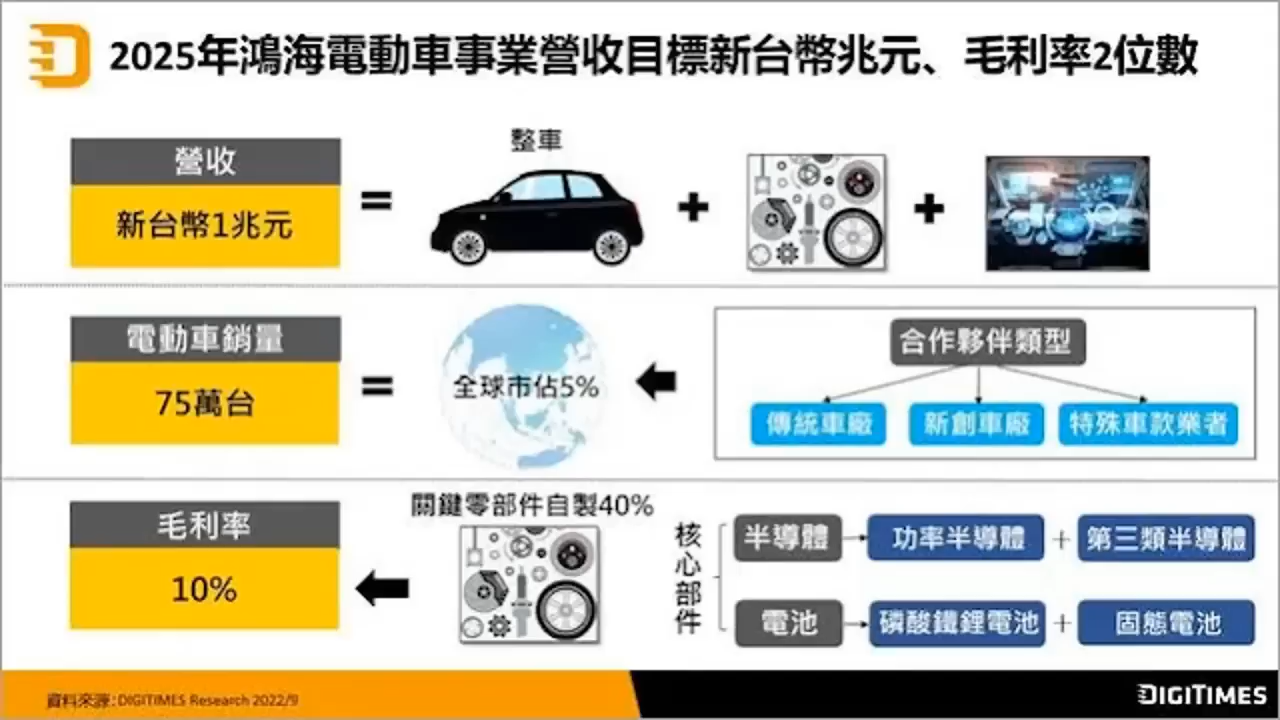 2025年鴻海電動車事業營收目標新台幣兆元、毛利率2位數
營收
新台幣1兆元
=
整車
+
+
電動車銷量
75萬台
=
全球市佔5%
合作夥伴類型
傳統車廠
新創車廠
特殊車款業者
毛利率
10%
關鍵零部件自製40%
核心部件
半導體
功率半導體
+
第三類半導體
電池
磷酸鐵鋰電池
+
固態電池
資料來源:DIGITIMES Research 2022/9
DIGITIMES